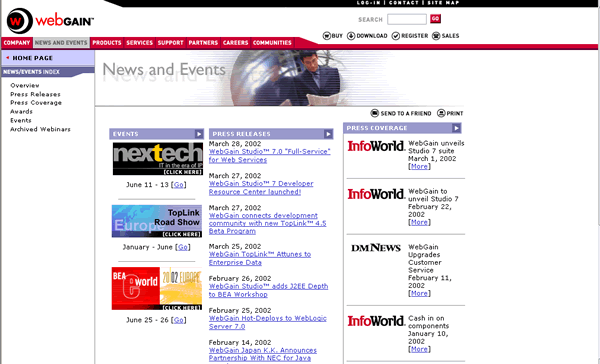 LOG-IN | CONTACT | SITE MAP
webGAIN™
SEARCH GO
BUY DOWNLOAD REGISTER SALES
COMPANY NEWS AND EVENTS PRODUCTS SERVICES SUPPORT PARTNERS CAREERS COMMUNITIES
HOME PAGE
NEWS/EVENTS INDEX
Overview
Press Releases
Press Coverage
Awards
Events
Archived Webinars
News and Events
SEND TO A FRIEND PRINT
EVENTS
nextech
IT in the era of IP
[CLICK HERE]
June 11 - 13 [Go]
TopLink
Road Show
Europe
[CLICK HERE]
January - June [Go]
BEA
eworld
2002 EUROPE
[CLICK HERE]
June 25 - 26 [Go]
PRESS RELEASES
March 28, 2002
WebGain Studio™ 7.0 "Full-Service"
for Web Services
March 27, 2002
WebGain Studio™ 7 Developer
Resource Center launched!
March 27, 2002
WebGain connects development
community with new TopLink™ 4.5
Beta Program
March 25, 2002
WebGain TopLink™ Attunes to
Enterprise Data
February 26, 2002
WebGain Studio™ adds J2EE Depth
to BEA Workshop
February 25, 2002
WebGain Hot-Deploys to WebLogic
Server 7.0
February 14, 2002
WebGain Japan K.K. Announces
Partnership With NEC for Java
PRESS COVERAGE
InfoWorld
WebGain unveils
Studio 7 suite
March 1, 2002
[More]
InfoWorld
WebGain to
unveil Studio 7
February 22,
2002
[More]
DM NEWS
WebGain
Upgrades
Customer
Service
February 11,
2002
[More]
InfoWorld
Cash in on
components
January 10,
2002
[More]